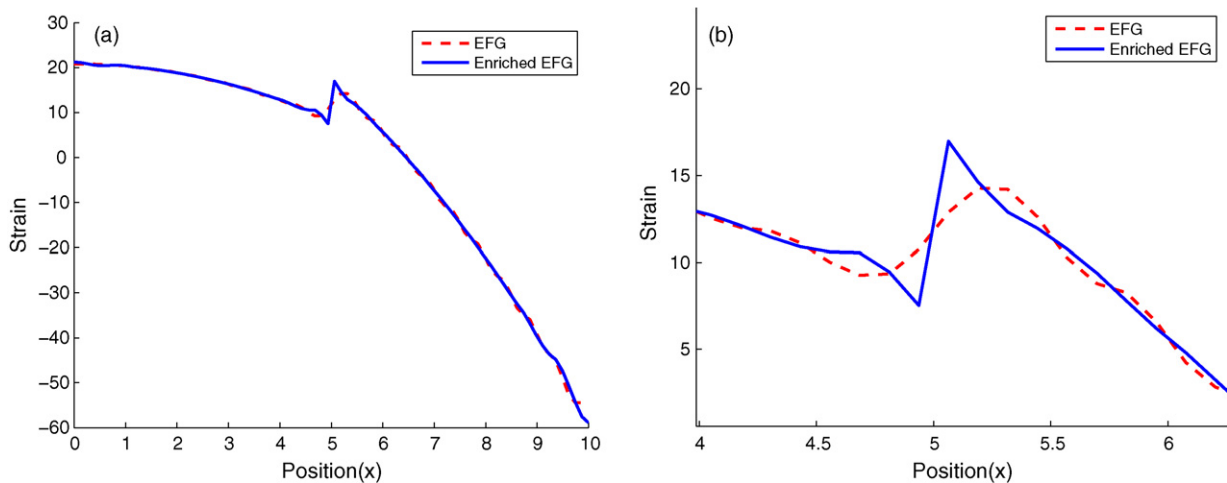 (a)
EFG
Enriched EFG
30
20
10
0
−10
−20
−30
−40
−50
−60
Strain
0 1 2 3 4 5 6 7 8 9 10
Position(x)
(b)
EFG
Enriched EFG
20
15
10
5
Strain
4 4.5 5 5.5 6
Position(x)